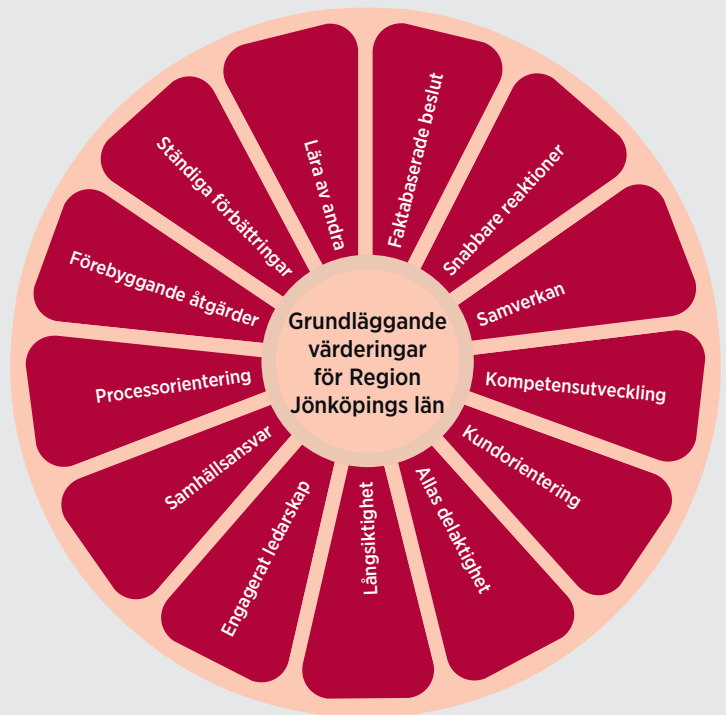 Grundläggande
värderingar
för Region
Jönköpings län
Faktabaserade beslut
Snabbare reaktioner
Samverkan
Kompetensutveckling
Kundorientering
Allas delaktighet
Långsiktighet
Engagerat ledarskap
Samhällsansvar
Processorientering
Förebyggande åtgärder
Ständiga förbättringar
Lära av andra